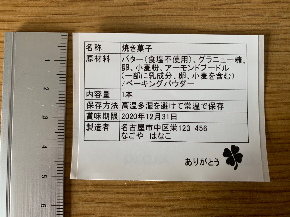 名称 焼き菓子
原材料 バター(食塩不使用)、グラニュー糖、
卵、小麦粉、アーモンドプードル
(一部に乳成分、卵、小麦を含む)
/ベーキングパウダー
内容量 1本
保存方法 高温多湿を避けて常温で保存
賞味期限 2020年12月31日
製造者 名古屋市中区栄123-456
なごや はなこ
ありがとう
1
2
3
4
5